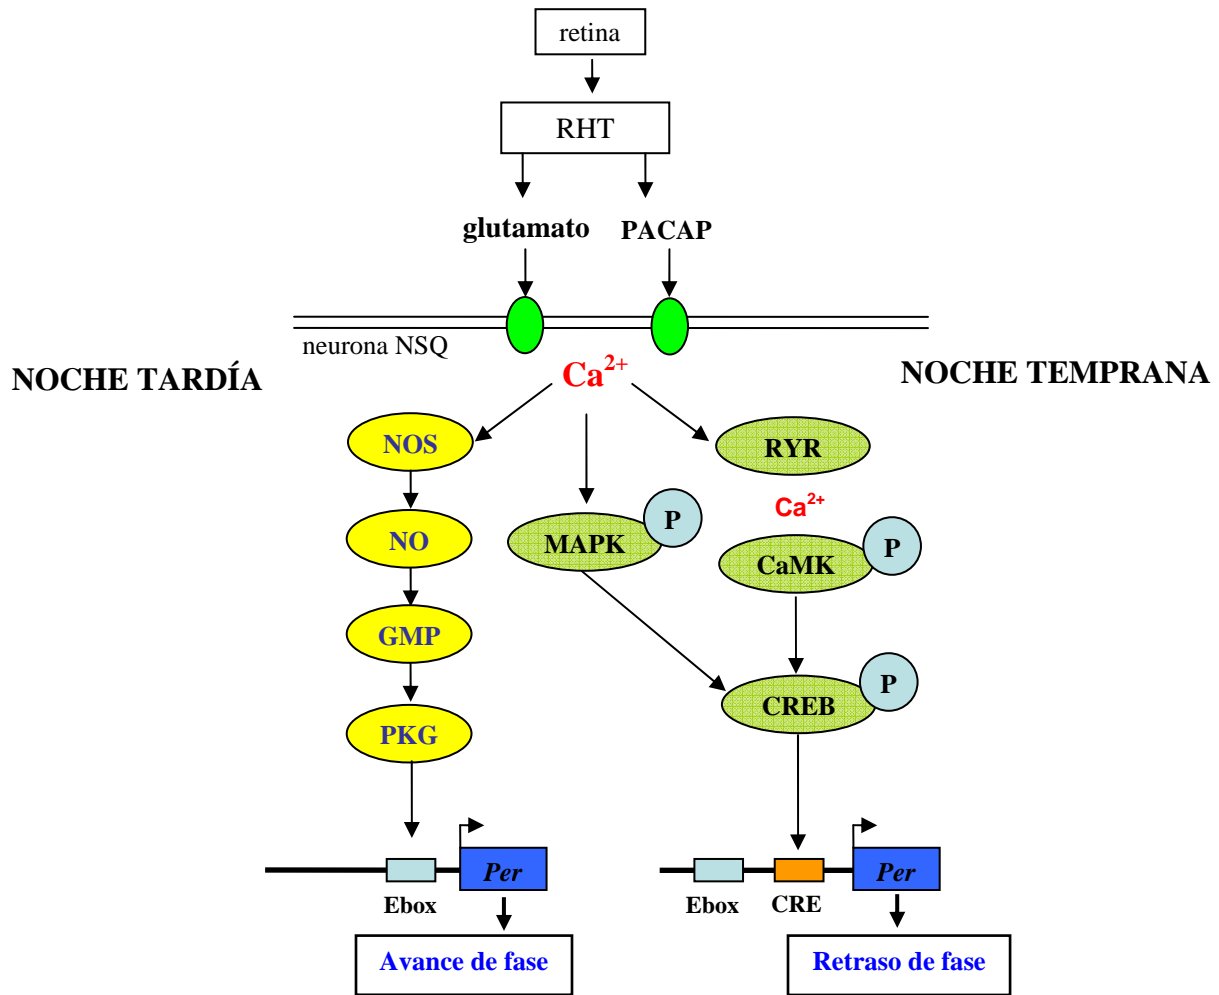 retina
RHT
glutamato PACAP
neurona NSQ
NOCHE TARDÍA
Ca2+
NOCHE TEMPRANA
NOS
RYR
Ca2+
NO
MAPK P
CaMK P
GMP
CREB P
PKG
Per
Ebox
Per
Ebox CRE
Avance de fase
Retraso de fase